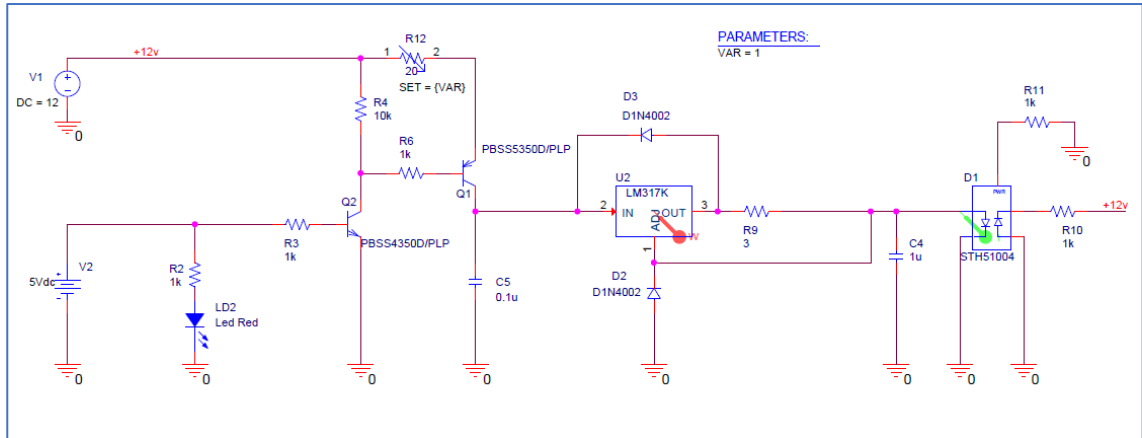 +12v
V1
DC = 12
0
1
R12
2
20
SET = {VAR}
PARAMETERS:
VAR = 1
R4
10k
R6
1k
PBSS5350D/PLP
Q1
Q2
PBSS4350D/PLP
R3
1k
V2
5Vdc
R2
1k
LD2
Led Red
0
0
0
C5
0.1u
0
D3
D1N4002
U2
LM317K
2
IN
ADJ
OUT
3
1
W
R9
3
D2
D1N4002
0
C4
1u
0
R11
1k
0
D1
PWR
STH51004
+12v
R10
1k
0
0